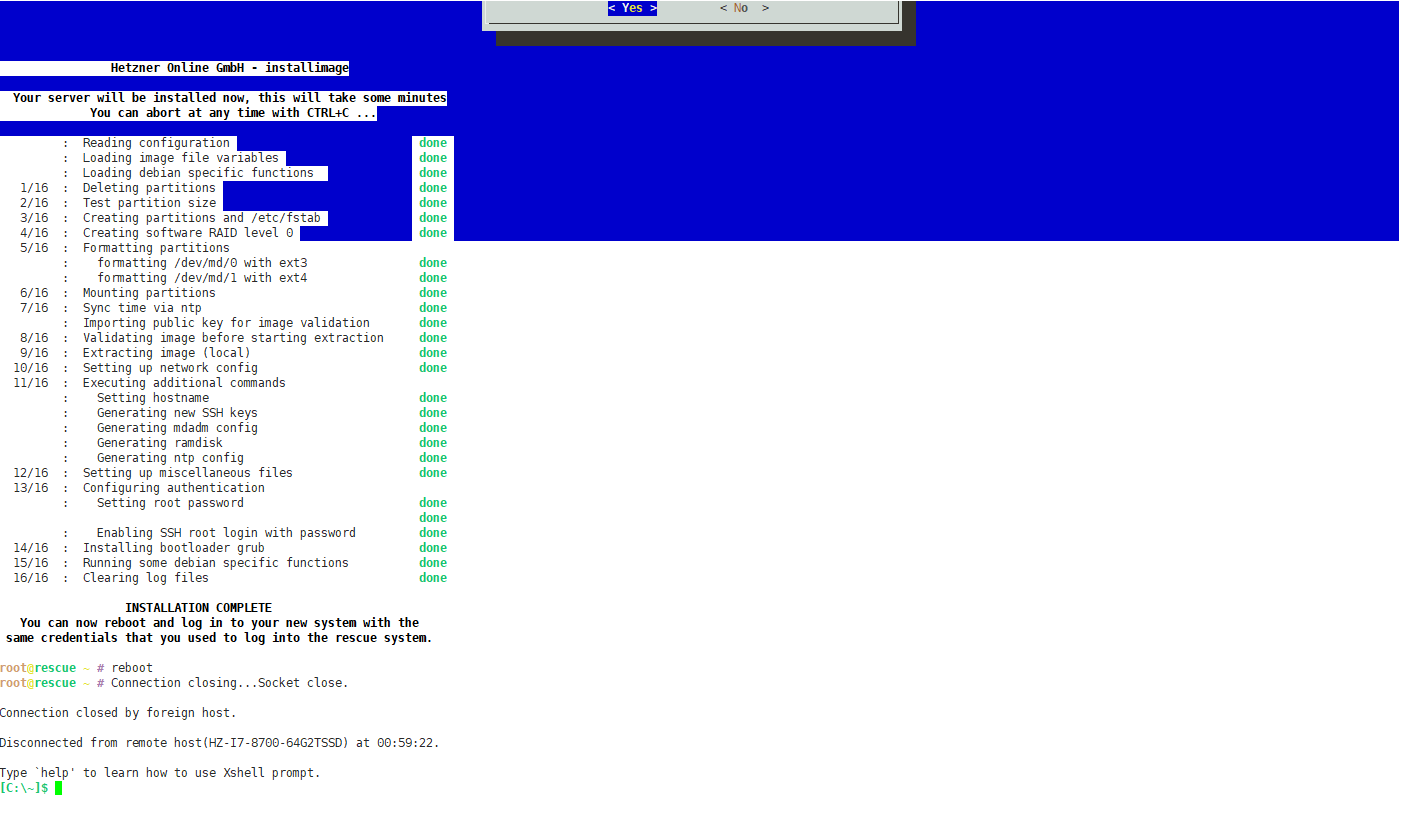 < Yes > < No >
Hetzner Online GmbH - installimage
Your server will be installed now, this will take some minutes
You can abort at any time with CTRL+C ...
: Reading configuration done
: Loading image file variables done
: Loading debian specific functions done
1/16 : Deleting partitions done
2/16 : Test partition size done
3/16 : Creating partitions and /etc/fstab done
4/16 : Creating software RAID level 0 done
5/16 : Formatting partitions
: formatting /dev/md/0 with ext3 done
: formatting /dev/md/1 with ext4 done
6/16 : Mounting partitions done
7/16 : Sync time via ntp done
: Importing public key for image validation done
8/16 : Validating image before starting extraction done
9/16 : Extracting image (local) done
10/16 : Setting up network config done
11/16 : Executing additional commands
: Setting hostname done
: Generating new SSH keys done
: Generating mdadm config done
: Generating ramdisk done
: Generating ntp config done
12/16 : Setting up miscellaneous files done
13/16 : Configuring authentication
: Setting root password done
done
: Enabling SSH root login with password done
14/16 : Installing bootloader grub done
15/16 : Running some debian specific functions done
16/16 : Clearing log files done
INSTALLATION COMPLETE
You can now reboot and log in to your new system with the
same credentials that you used to log into the rescue system.
root@rescue ~ # reboot
root@rescue ~ # Connection closing...Socket close.
Connection closed by foreign host.
Disconnected from remote host(HZ-I7-8700-64G2TSSD) at 00:59:22.
Type `help' to learn how to use Xshell prompt.
[C:\~]$